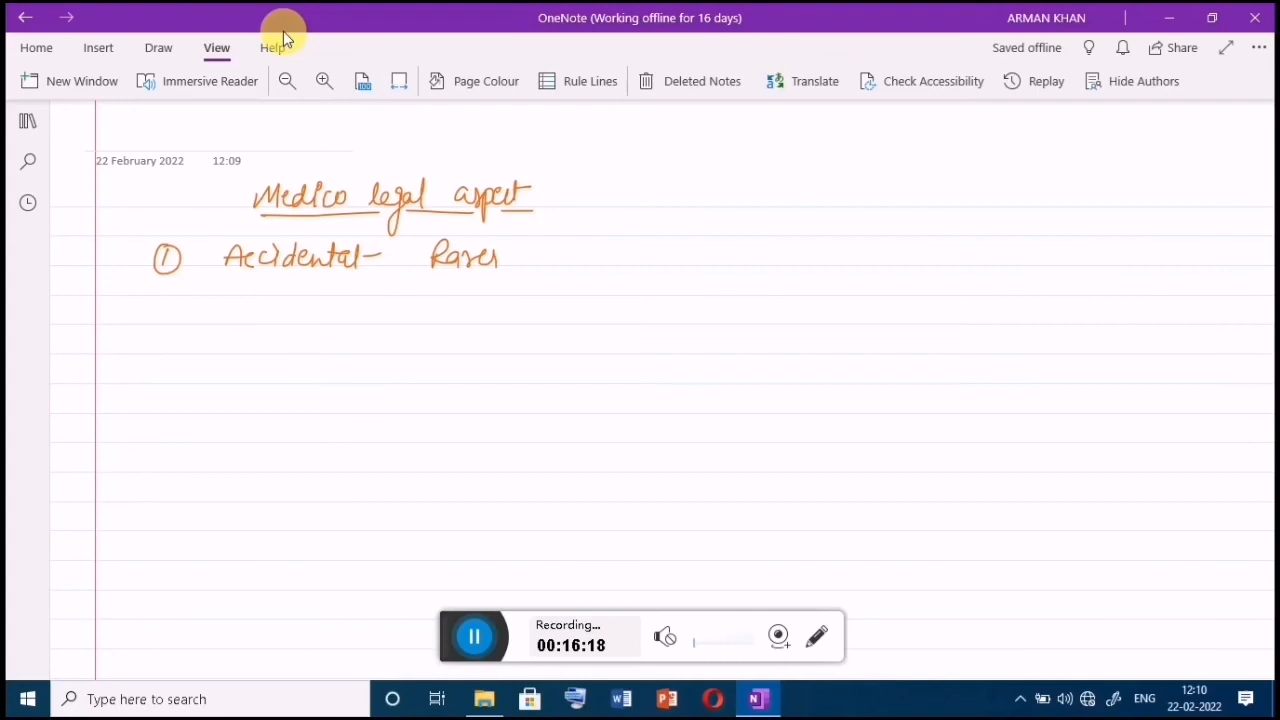 OneNote (Working offline for 16 days)
ARMAN KHAN
Home Insert Draw View Help Saved offline Share
New Window Immersive Reader Page Colour Rule Lines Deleted Notes Translate Check Accessibility Replay Hide Authors
22 February 2022 12:09
Medico legal aspect
① Accidental-
Recording...
00:16:18
Type here to search
ENG
12:10
22-02-2022